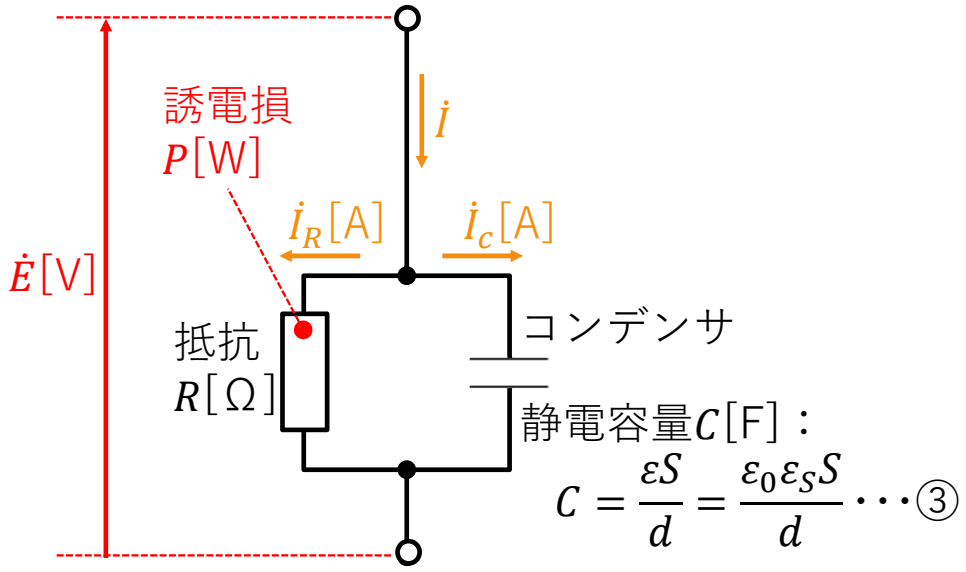 誘電損
P[W]
İ
İ_R[A]
İ_c[A]
Ė[V]
抵抗
R[Ω]
コンデンサ
静電容量C[F]：
C = εS/d = ε₀ε_S S/d ・・・③